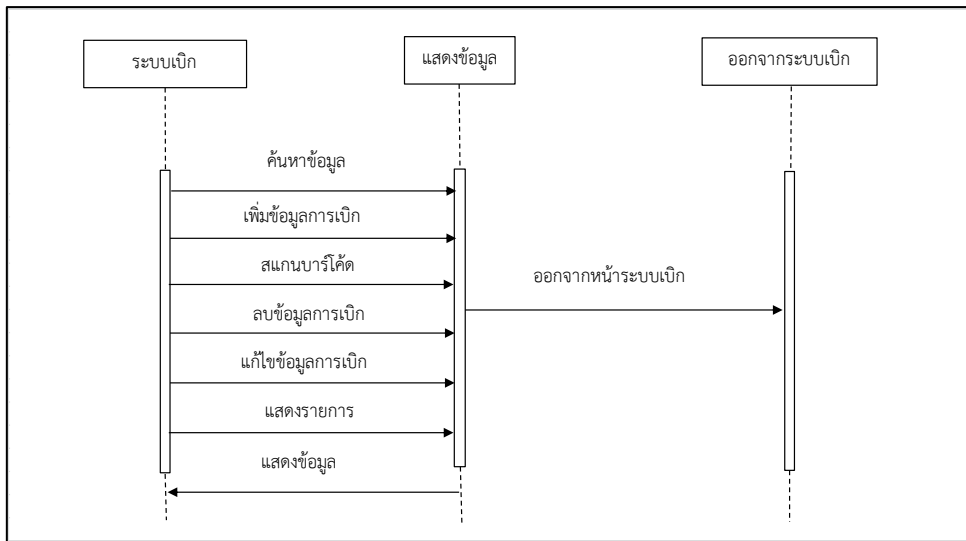 ระบบเบิก
แสดงข้อมูล
ออกจากระบบเบิก
ค้นหาข้อมูล
เพิ่มข้อมูลการเบิก
สแกนบาร์โค้ด
ออกจากหน้าระบบเบิก
ลบข้อมูลการเบิก
แก้ไขข้อมูลการเบิก
แสดงรายการ
แสดงข้อมูล